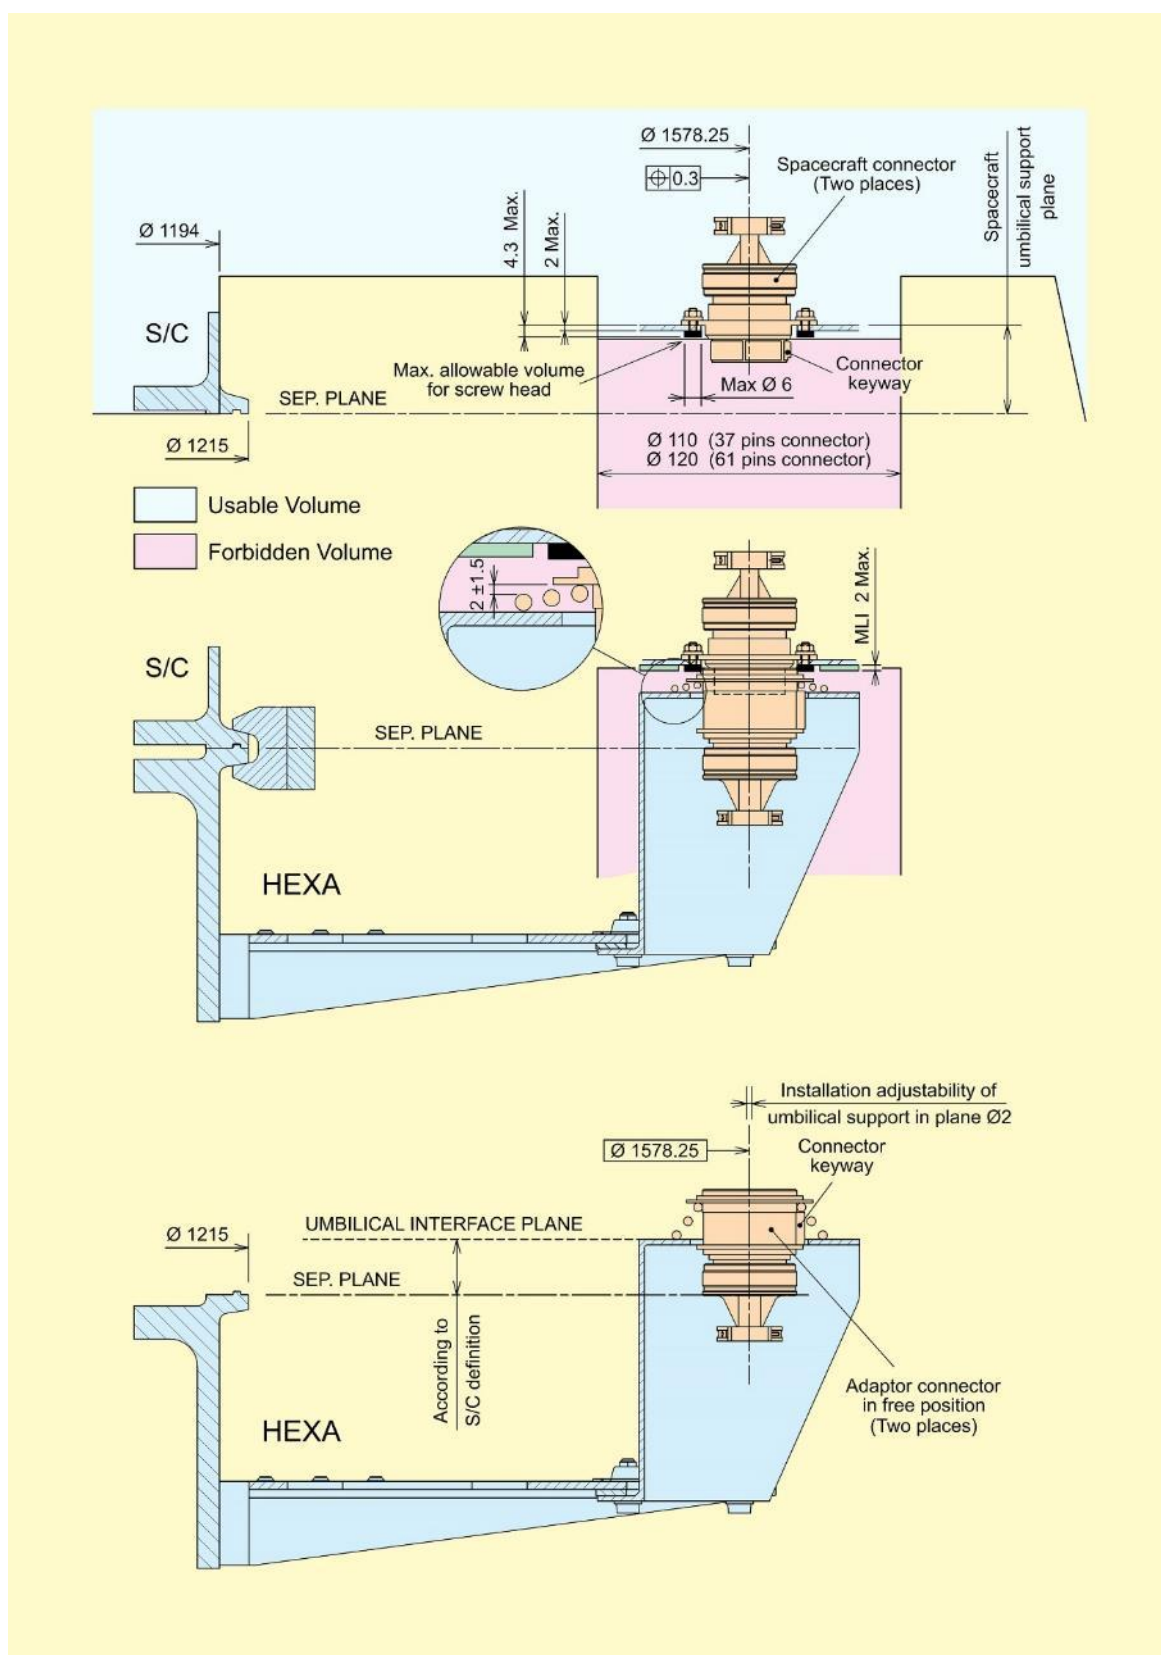 Ø 1578.25
0.3
Spacecraft connector
(Two places)
Spacecraft
umbilical support
plane
4.3 Max.
2 Max.
Ø 1194
S/C
Max. allowable volume
for screw head
Connector
keyway
Max Ø 6
SEP. PLANE
Ø 1215
Ø 110 (37 pins connector)
Ø 120 (61 pins connector)
Usable Volume
Forbidden Volume
2 ±1.5
MLI 2 Max.
S/C
SEP. PLANE
HEXA
Installation adjustability of
umbilical support in plane Ø2
Ø 1578.25
Connector
keyway
Ø 1215
UMBILICAL INTERFACE PLANE
SEP. PLANE
According to
S/C definition
Adaptor connector
in free position
(Two places)
HEXA